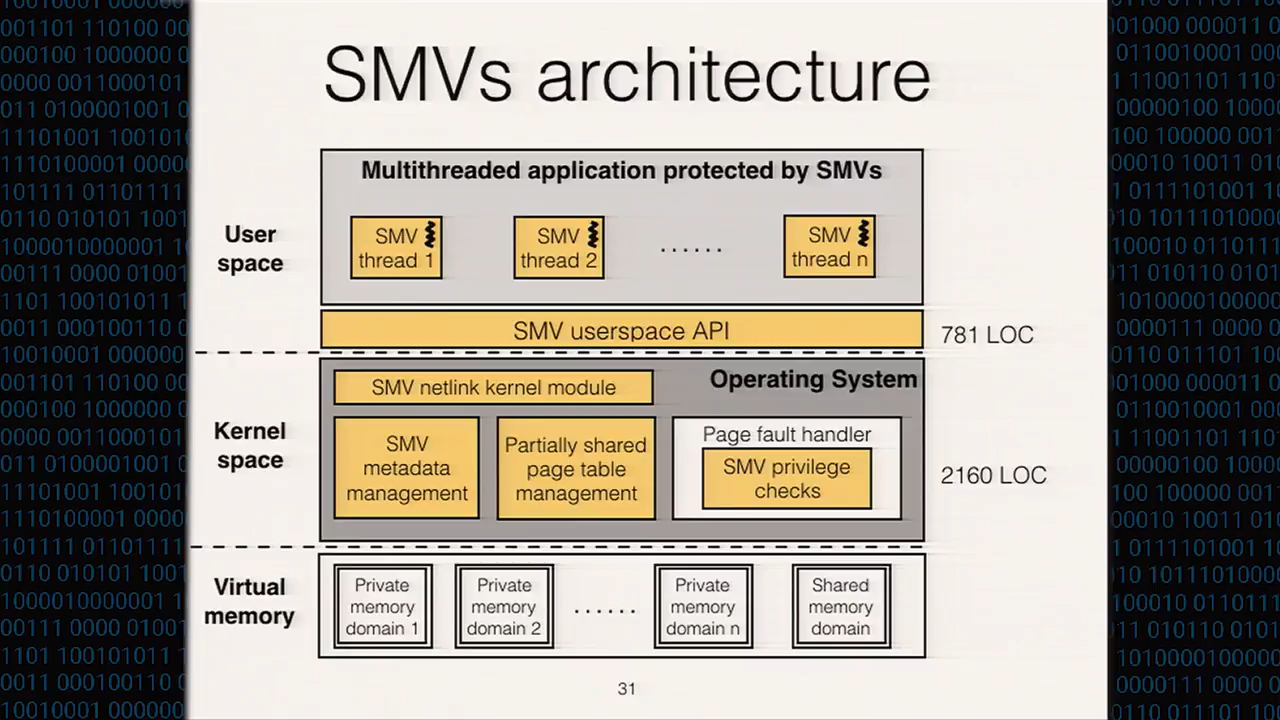 SMVs architecture
Multithreaded application protected by SMVs
User
space
SMV
thread 1
SMV
thread 2
......
SMV
thread n
SMV userspace API
781 LOC
Kernel
space
SMV netlink kernel module
Operating System
SMV
metadata
management
Partially shared
page table
management
Page fault handler
SMV privilege
checks
2160 LOC
Virtual
memory
Private
memory
domain 1
Private
memory
domain 2
......
Private
memory
domain n
Shared
memory
domain
31